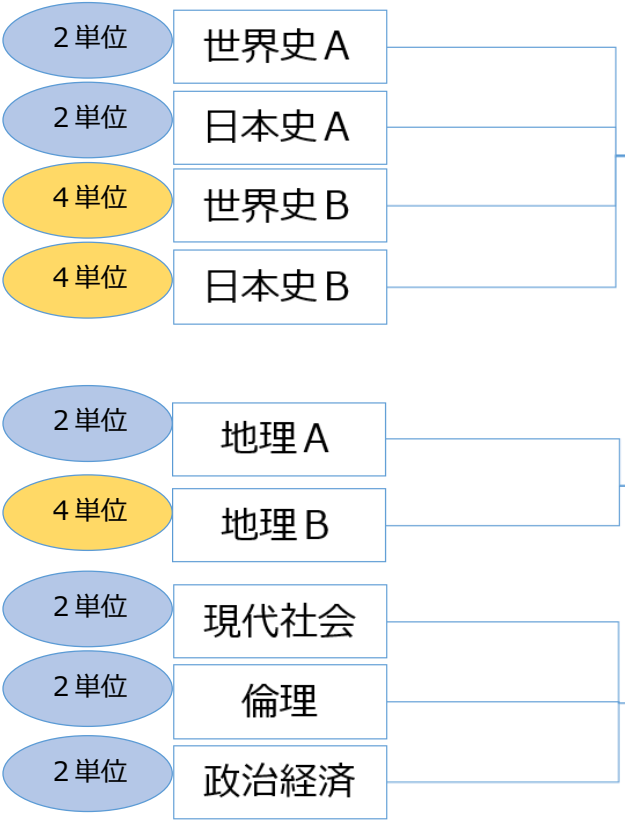 ２単位
世界史Ａ
２単位
日本史Ａ
４単位
世界史Ｂ
４単位
日本史Ｂ
２単位
地理Ａ
４単位
地理Ｂ
２単位
現代社会
２単位
倫理
２単位
政治経済